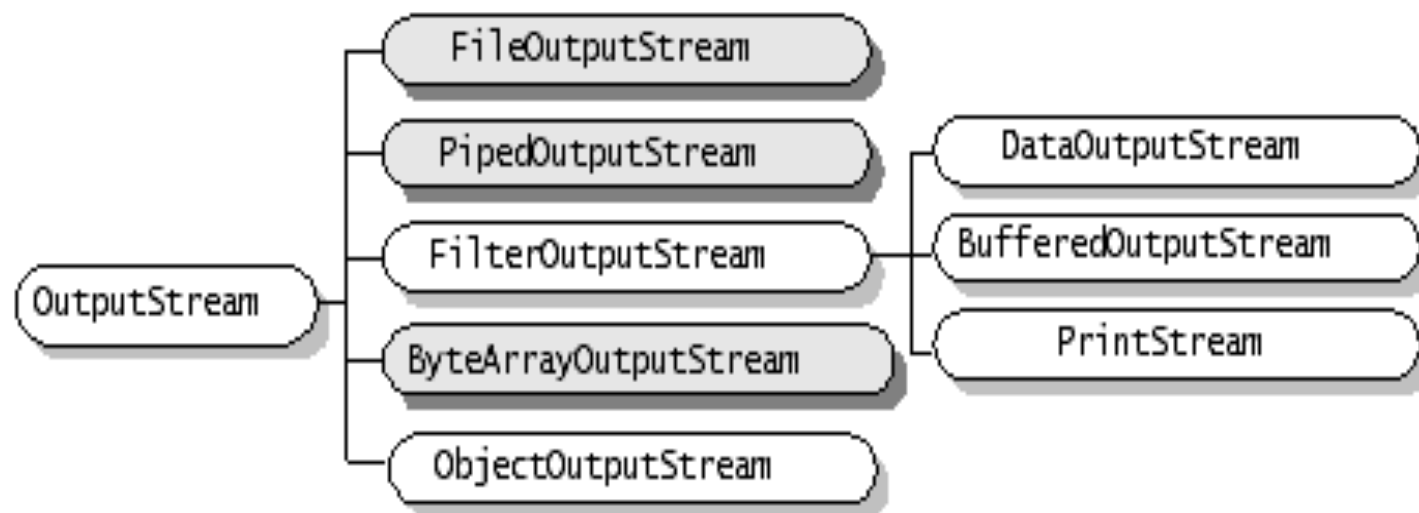 FileOutputStream
PipedOutputStream
DataOutputStream
FilterOutputStream
BufferedOutputStream
OutputStream
PrintStream
ByteArrayOutputStream
ObjectOutputStream